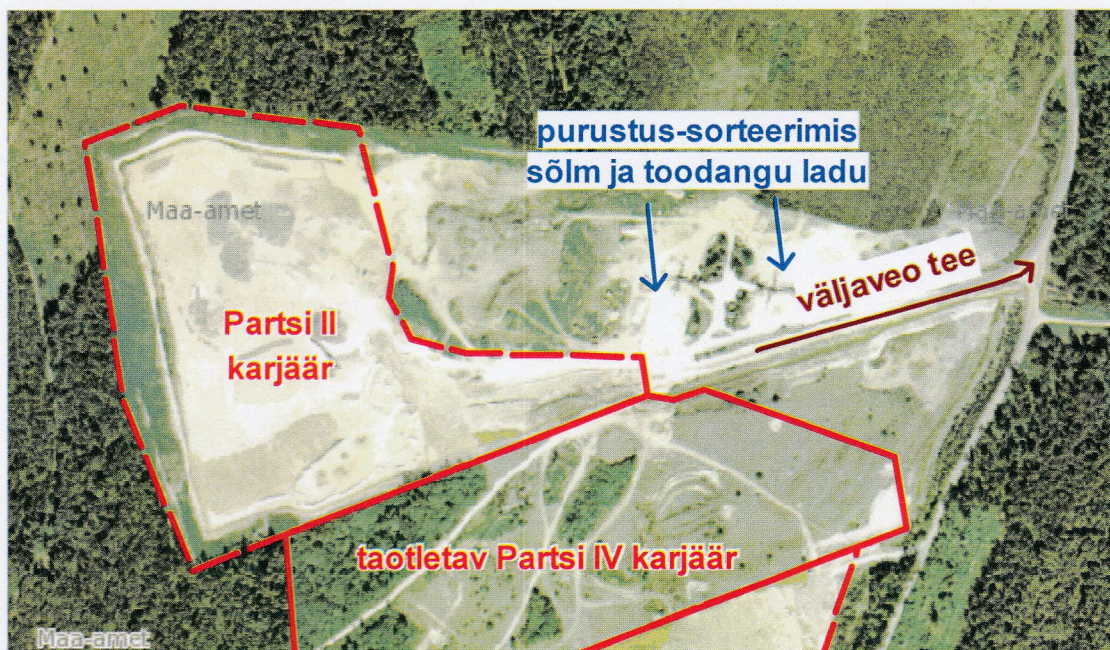 purustus-sorteerimis
sõlm ja toodangu ladu
Maa-amet
Maa-amet
väljaveo tee
Partsi II
karjäär
taotletav Partsi IV karjäär
Maa-amet